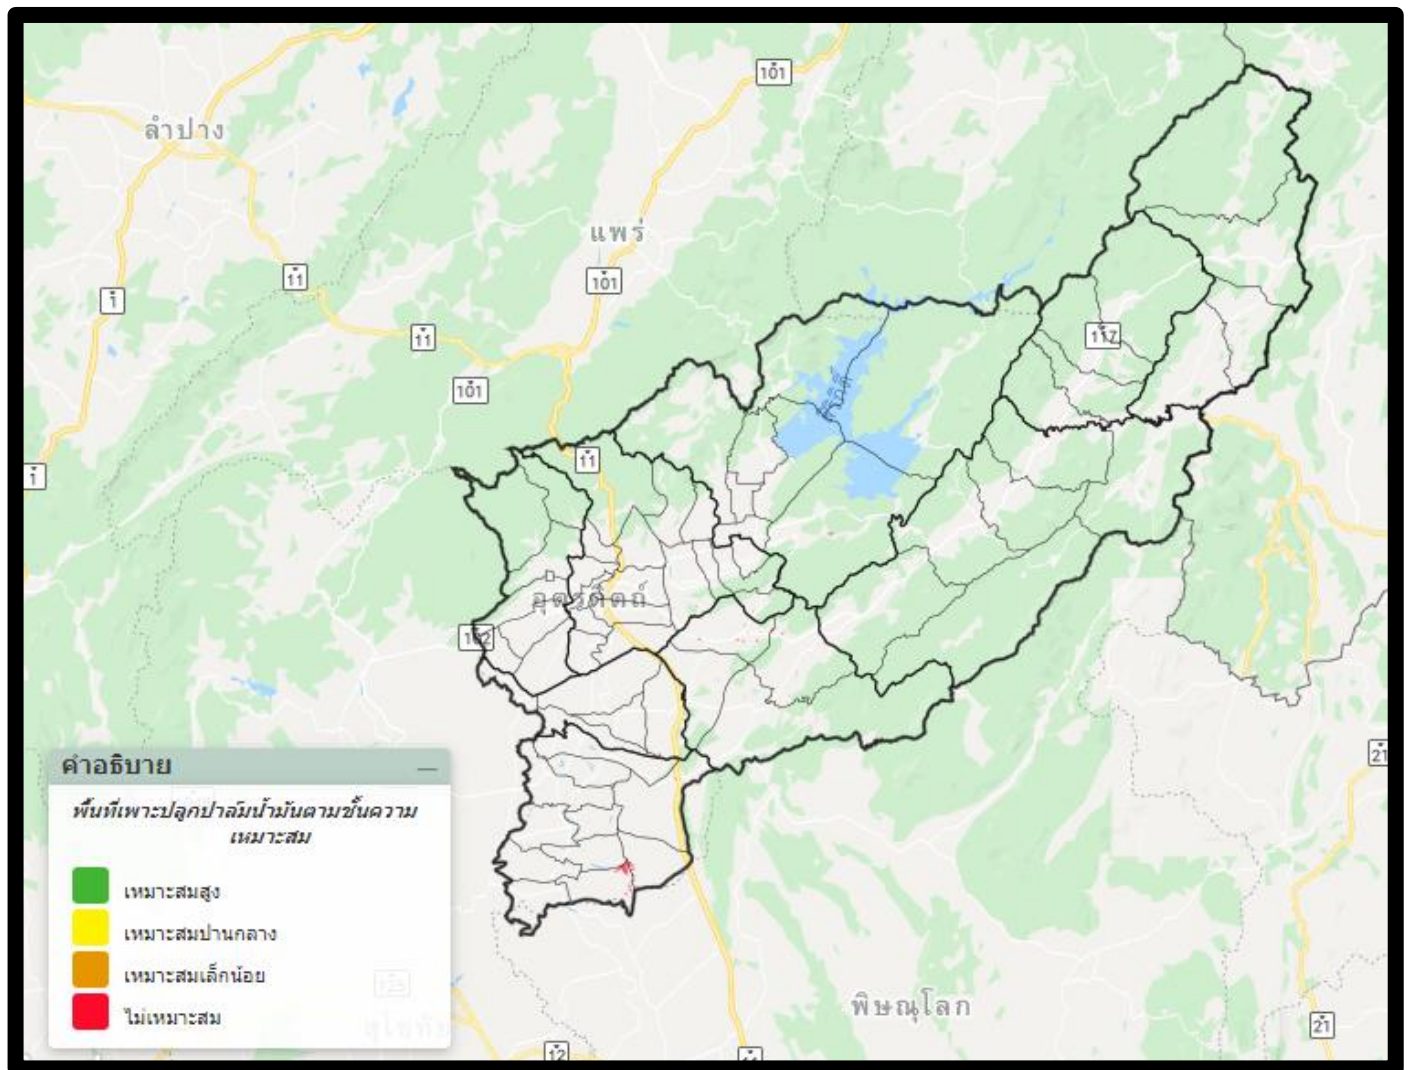 101
ลำปาง
แพร่
11
101
1
117
11
101
สิริกิติ์
11
1
อุตรดิตถ์
102
21
คำอธิบาย
พื้นที่เพาะปลูกปาล์มน้ำมันตามชั้นความ
เหมาะสม
เหมาะสมสูง
เหมาะสมปานกลาง
เหมาะสมเล็กน้อย
ไม่เหมาะสม
125
พิษณุโลก
21
12